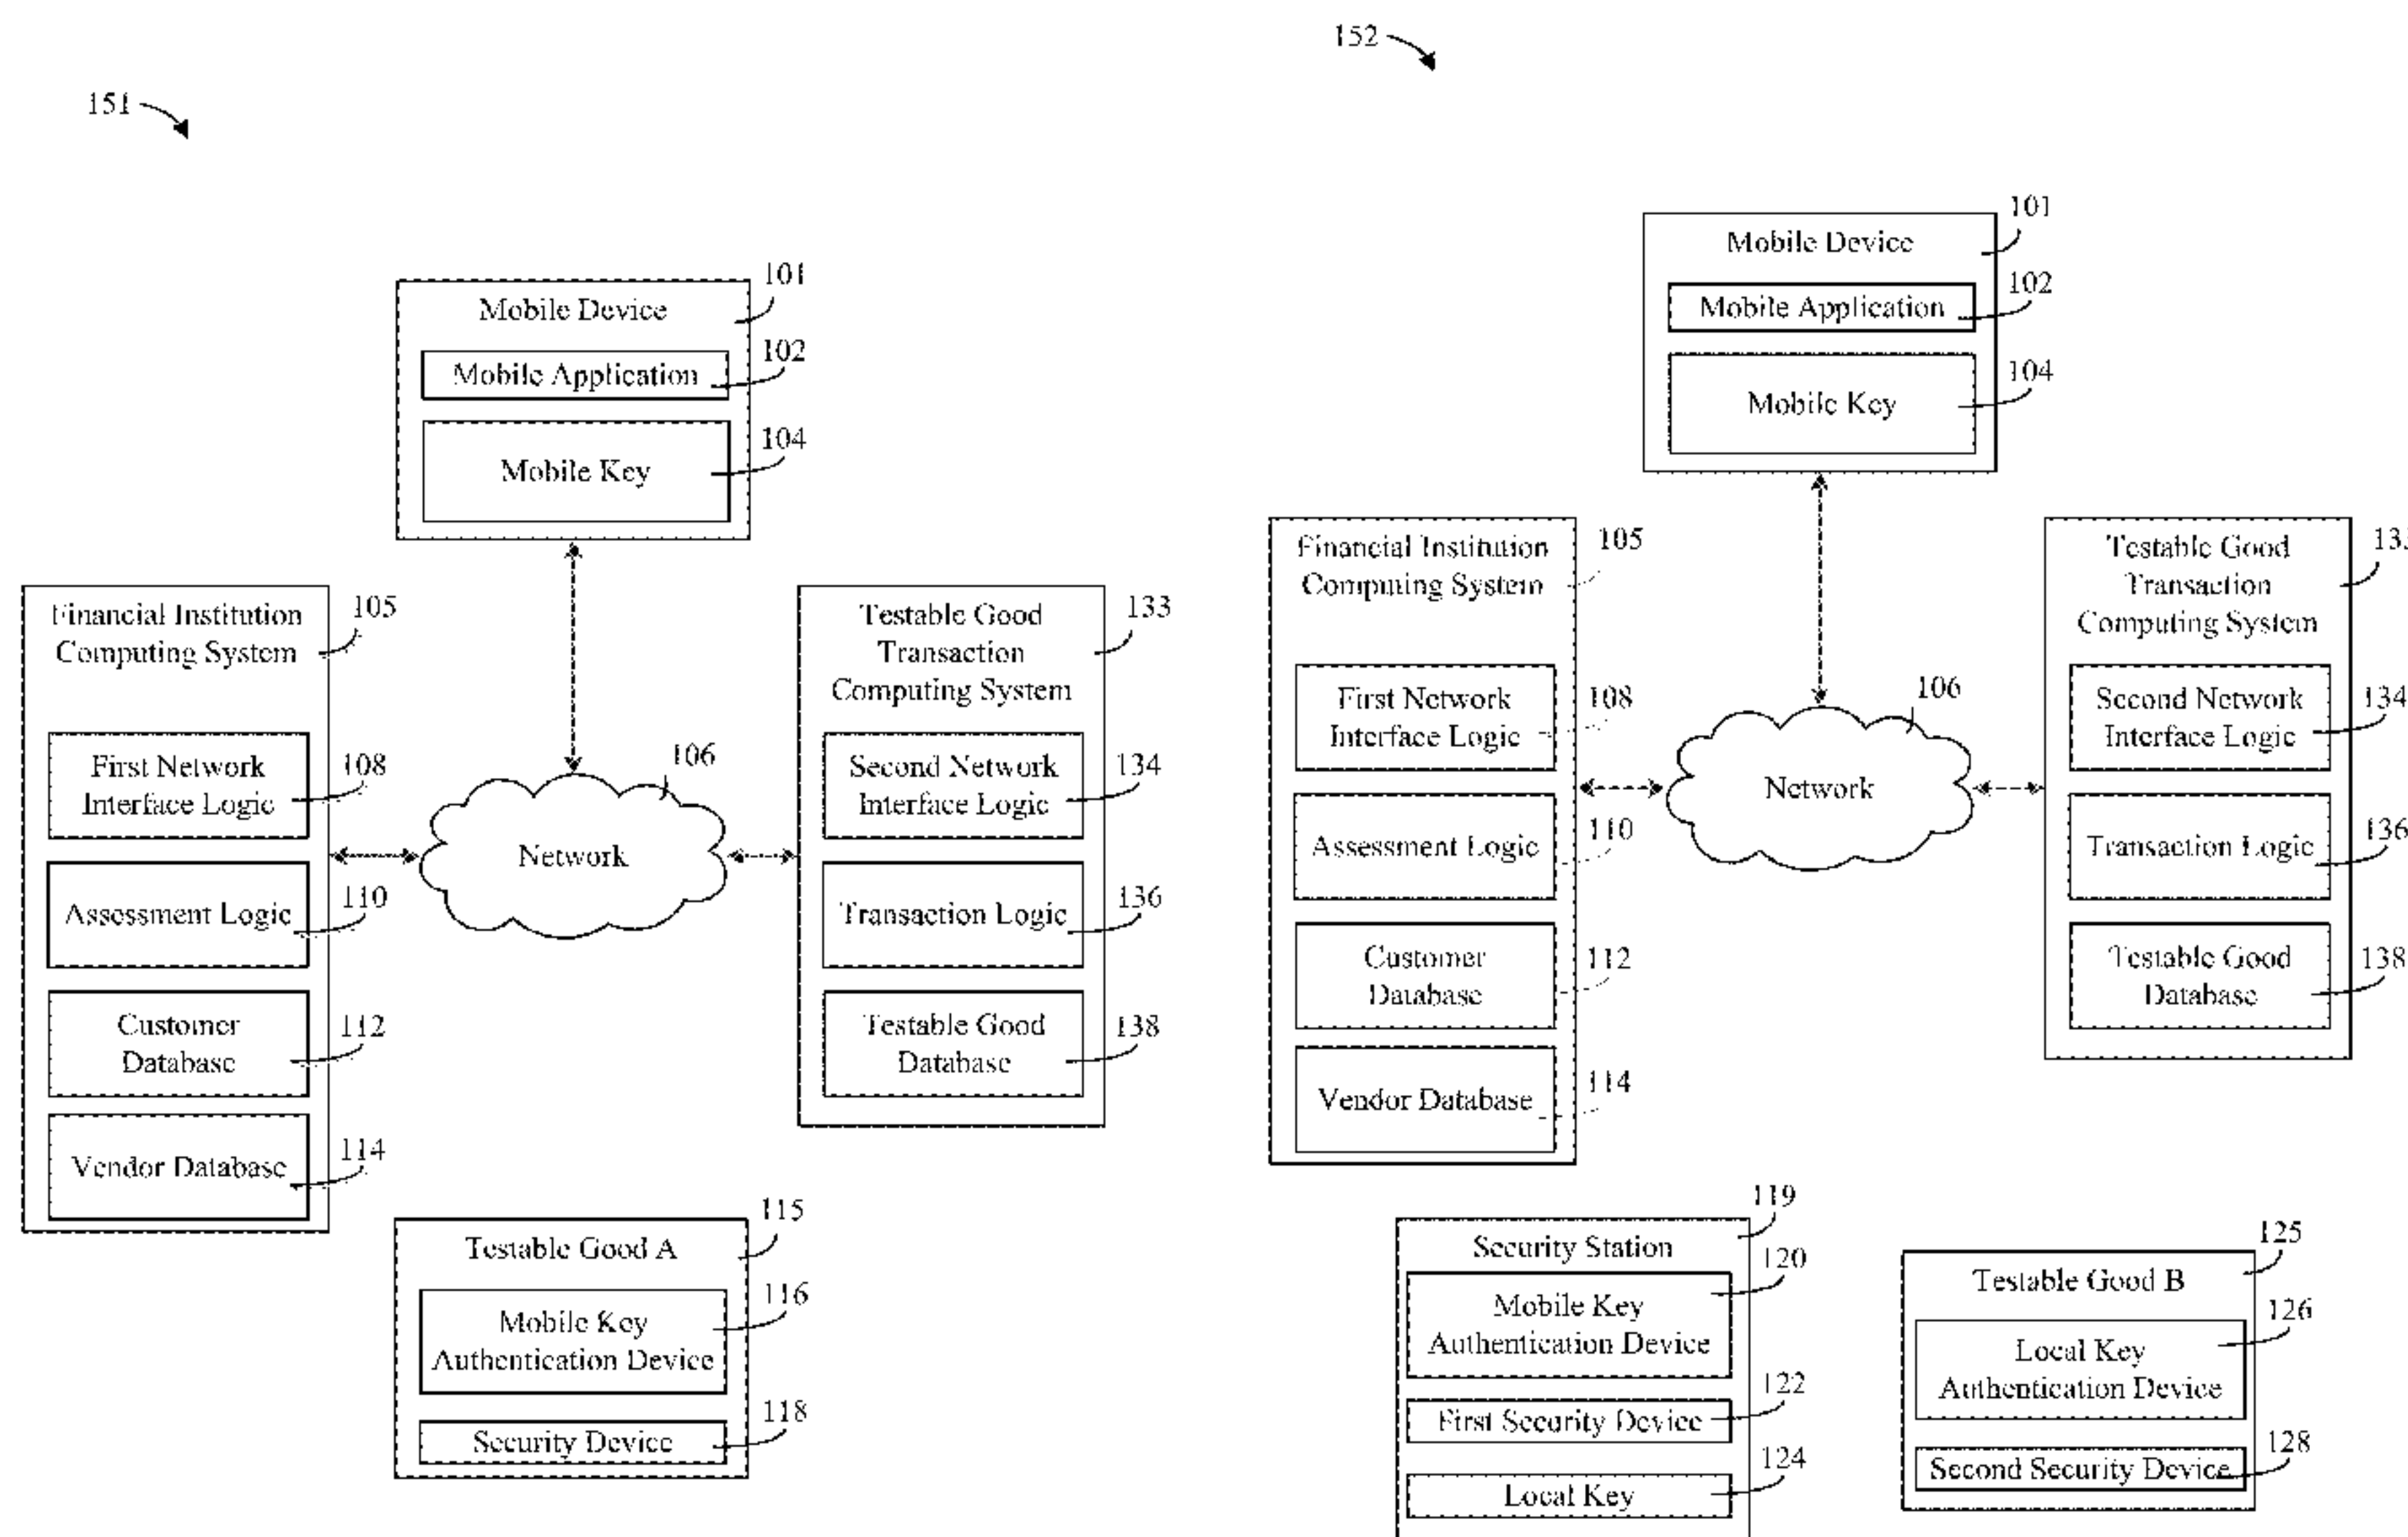 151
101
Mobile Device
102
Mobile Application
104
Mobile Key
Financial Institution
Computing System
105
First Network
Interface Logic
108
Assessment Logic
110
Customer
Database
112
Vendor Database
114
106
Network
133
Testable Good
Transaction
Computing System
Second Network
Interface Logic
134
Transaction Logic
136
Testable Good
Database
138
115
Testable Good A
116
Mobile Key
Authentication Device
118
Security Device
152
101
Mobile Device
102
Mobile Application
104
Mobile Key
Financial Institution
Computing System
105
First Network
Interface Logic
108
Assessment Logic
110
Customer
Database
112
Vendor Database
114
106
Network
Testable Good
Transaction
Computing System
Second Network
Interface Logic
134
Transaction Logic
136
Testable Good
Database
138
119
Security Station
120
Mobile Key
Authentication Device
122
First Security Device
124
Local Key
125
Testable Good B
126
Local Key
Authentication Device
128
Second Security Device